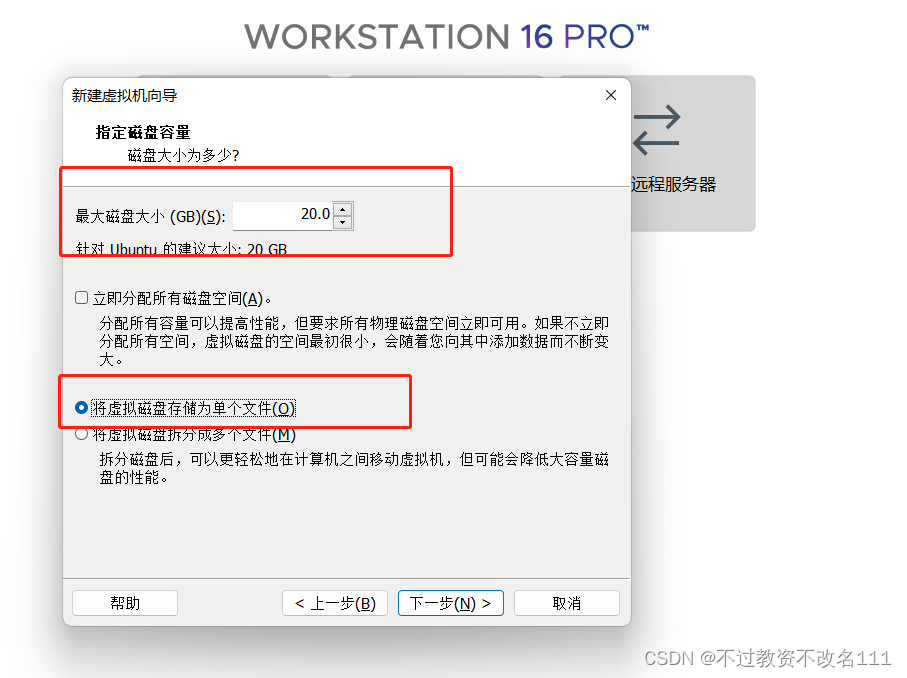 WORKSTATION 16 PRO™
新建虚拟机向导
指定磁盘容量
磁盘大小为多少?
远程服务器
最大磁盘大小 (GB)(S): 20.0
针对 Ubuntu 的建议大小: 20 GB
立即分配所有磁盘空间(A)。
分配所有容量可以提高性能，但要求所有物理磁盘空间立即可用。如果不立即
分配所有空间，虚拟磁盘的空间最初很小，会随着您向其中添加数据而不断变
大。
将虚拟磁盘存储为单个文件(O)
将虚拟磁盘拆分成多个文件(M)
拆分磁盘后，可以更轻松地在计算机之间移动虚拟机，但可能会降低大容量磁
盘的性能。
帮助 < 上一步(B) 下一步(N) > 取消
CSDN @不过教资不改名111